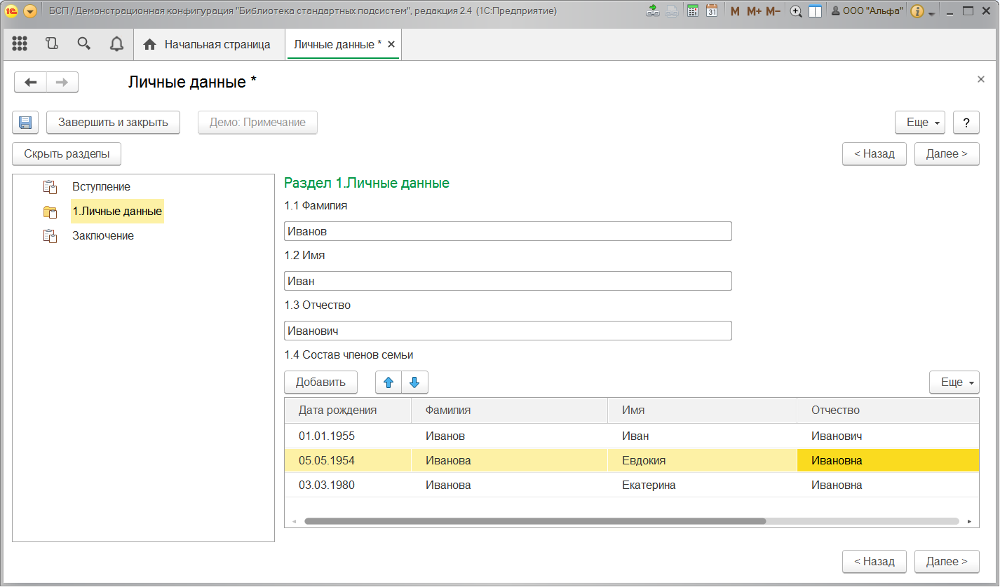 БСП / Демонстрационная конфигурация "Библиотека стандартных подсистем", редакция 2.4 (1С:Предприятие) 31 M M+ M- ООО "Альфа"
Начальная страница Личные данные *
Личные данные *
Завершить и закрыть Демо: Примечание Еще ?
Скрыть разделы < Назад Далее >
Вступление
1.Личные данные
Заключение
Раздел 1.Личные данные
1.1 Фамилия
Иванов
1.2 Имя
Иван
1.3 Отчество
Иванович
1.4 Состав членов семьи
Добавить Еще
Дата рождения Фамилия Имя Отчество
01.01.1955 Иванов Иван Иванович
05.05.1954 Иванова Евдокия Ивановна
03.03.1980 Иванова Екатерина Ивановна
< Назад Далее >